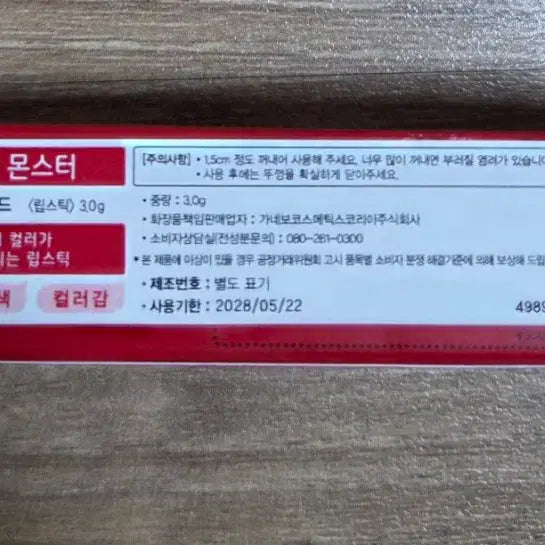 몬스터
드 〈립스틱〉 3.0g
컬러가
는 립스틱
색 컬러감
[주의사항] • 1.5cm 정도 꺼내어 사용해 주세요. 너무 많이 꺼내면 부러질 염려가 있습니다
• 사용 후에는 뚜껑을 확실하게 닫아주세요.
• 중량 : 3.0g
• 화장품책임판매업자 : 가네보코스메틱스코리아주식회사
• 소비자상담실(전성분문의) : 080-261-0300
• 본 제품에 이상이 있을 경우 공정거래위원회 고시 품목별 소비자 분쟁 해결기준에 의해 보상해 드립
• 제조번호 : 별도 표기
• 사용기한 : 2028/05/22
4989